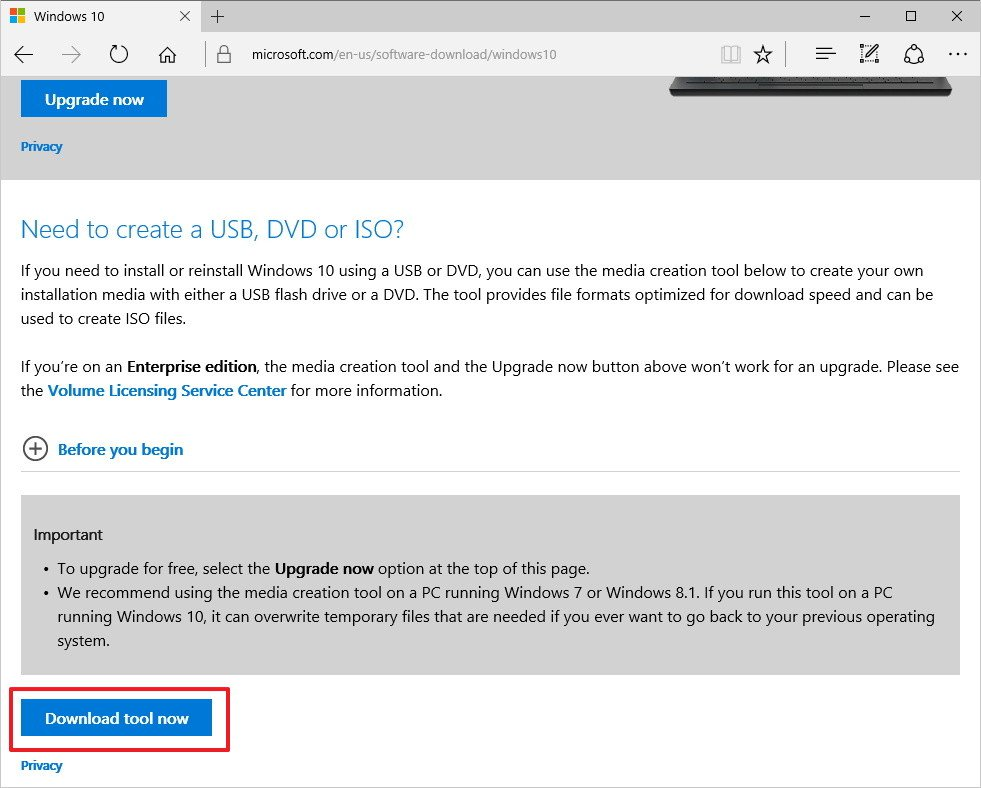 Windows 10
microsoft.com/en-us/software-download/windows10
Upgrade now
Privacy
Need to create a USB, DVD or ISO?
If you need to install or reinstall Windows 10 using a USB or DVD, you can use the media creation tool below to create your own
installation media with either a USB flash drive or a DVD. The tool provides file formats optimized for download speed and can be
used to create ISO files.
If you’re on an Enterprise edition, the media creation tool and the Upgrade now button above won’t work for an upgrade. Please see
the Volume Licensing Service Center for more information.
Before you begin
Important
• To upgrade for free, select the Upgrade now option at the top of this page.
• We recommend using the media creation tool on a PC running Windows 7 or Windows 8.1. If you run this tool on a PC
running Windows 10, it can overwrite temporary files that are needed if you ever want to go back to your previous operating
system.
Download tool now
Privacy